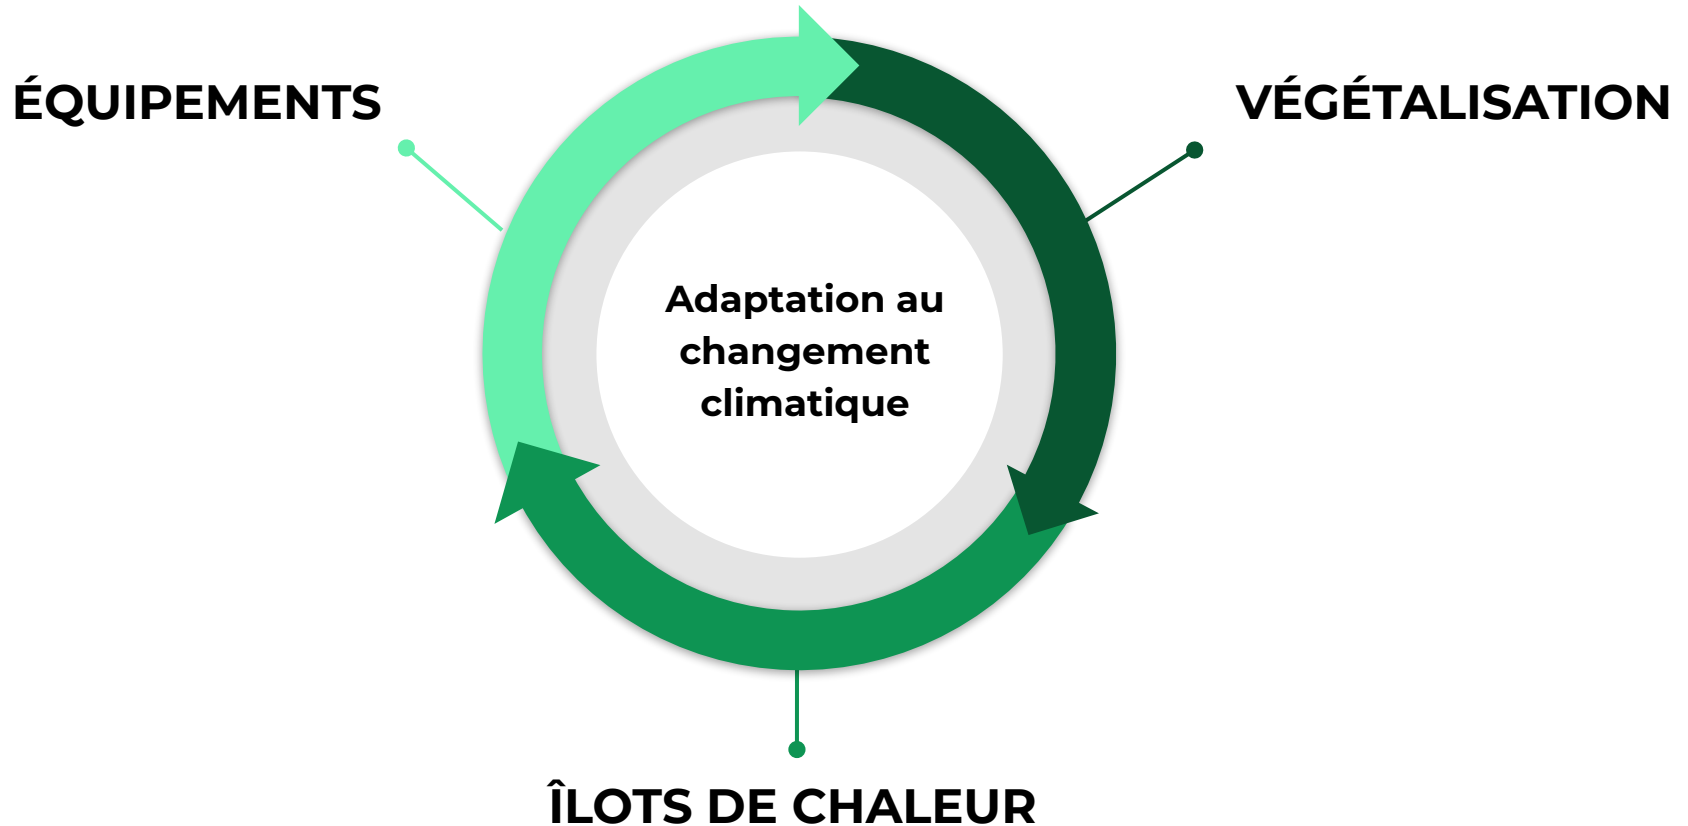 ÉQUIPEMENTS
VÉGÉTALISATION
Adaptation au
changement
climatique
ÎLOTS DE CHALEUR